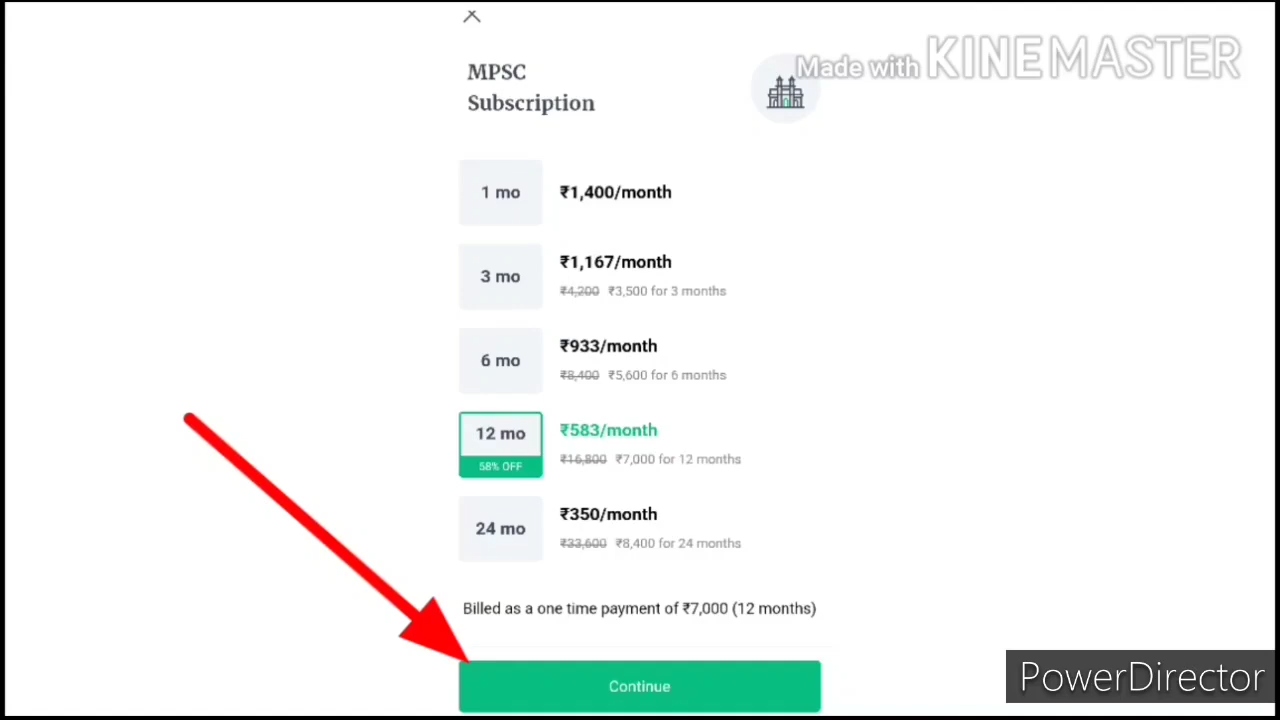 Made with KINEMASTER
MPSC
Subscription
1 mo
₹1,400/month
3 mo
₹1,167/month
₹4,200 ₹3,500 for 3 months
6 mo
₹933/month
₹8,400 ₹5,600 for 6 months
12 mo
58% OFF
₹583/month
₹16,800 ₹7,000 for 12 months
24 mo
₹350/month
₹33,600 ₹8,400 for 24 months
Billed as a one time payment of ₹7,000 (12 months)
Continue
PowerDirector